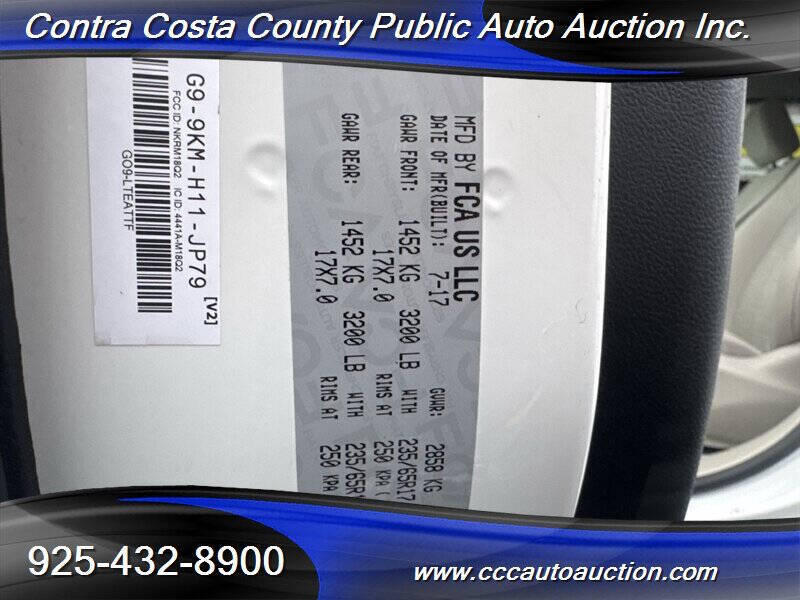 Contra Costa County Public Auto Auction Inc.
MFD BY FCA US LLC
DATE OF MFR(BUILT): 7-17 GVWR: 2858 KG
GAWR FRONT: 1452 KG 3200 LB WITH 235/65R17
17X7.0 RIMS AT 250 KPA (
GAWR REAR: 1452 KG 3200 LB WITH 235/65R
17X7.0 RIMS AT 250 KPA
G9-9KM-H11-JP79 [V2]
FCC ID: NKRM18Q2 IC ID: 4441A-M18Q2
GO9-LTEATTF
925-432-8900
www.cccautoauction.com